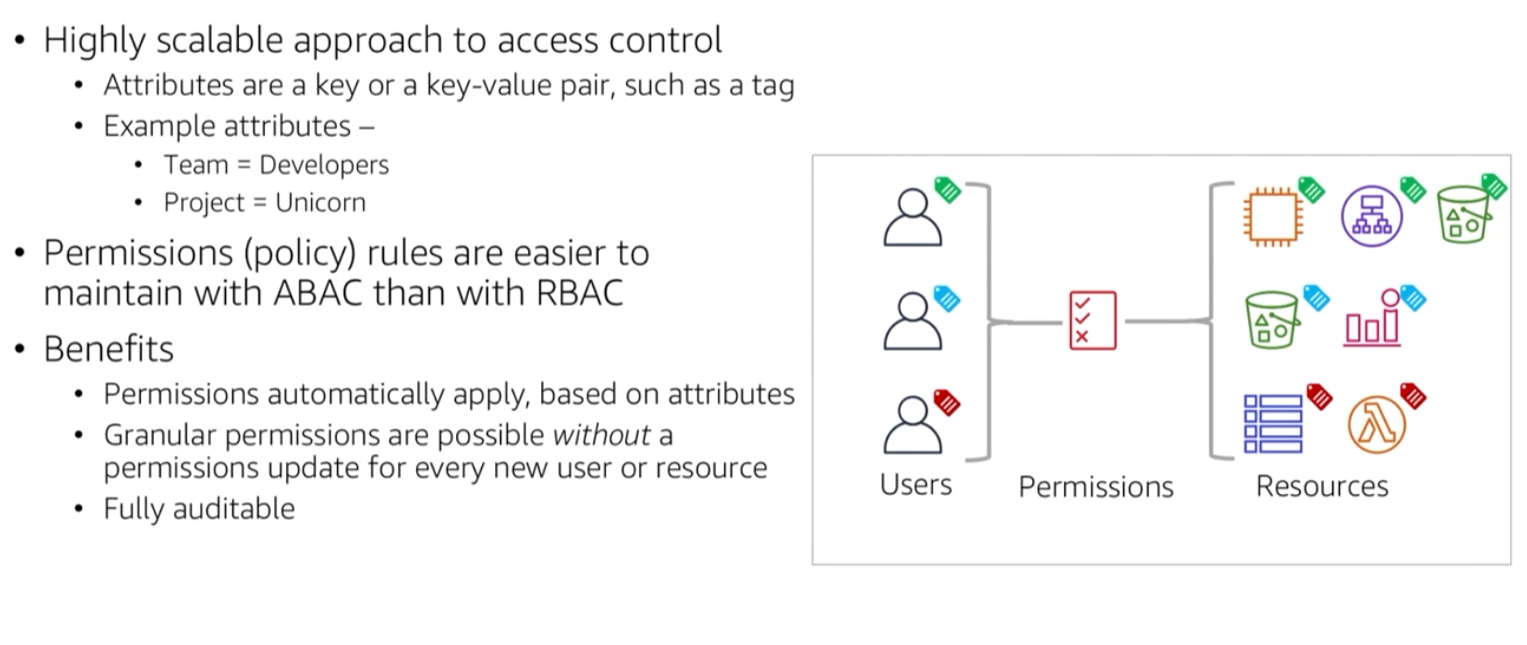 • Highly scalable approach to access control
• Attributes are a key or a key-value pair, such as a tag
• Example attributes –
• Team = Developers
• Project = Unicorn
• Permissions (policy) rules are easier to
maintain with ABAC than with RBAC
• Benefits
• Permissions automatically apply, based on attributes
• Granular permissions are possible without a
permissions update for every new user or resource
• Fully auditable
Users
Permissions
Resources